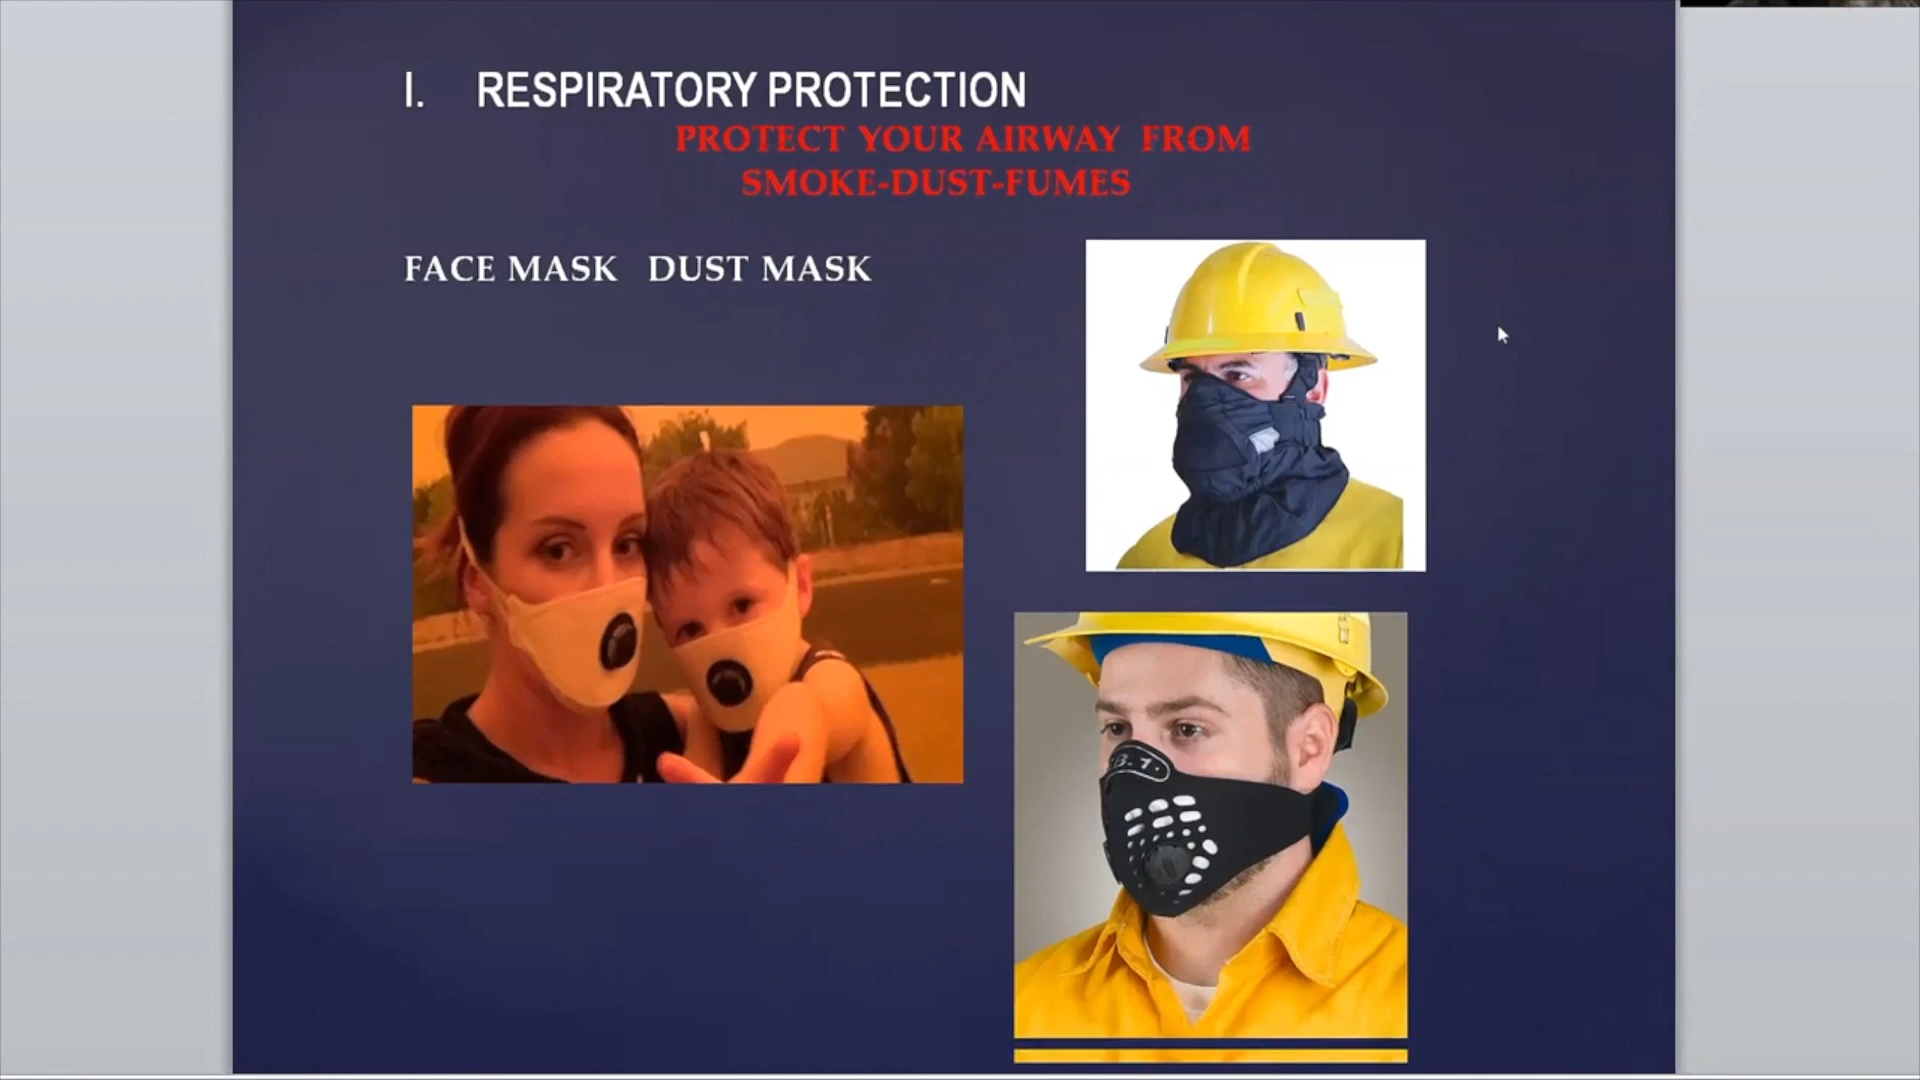 I. RESPIRATORY PROTECTION
PROTECT YOUR AIRWAY FROM
SMOKE-DUST-FUMES
FACE MASK DUST MASK